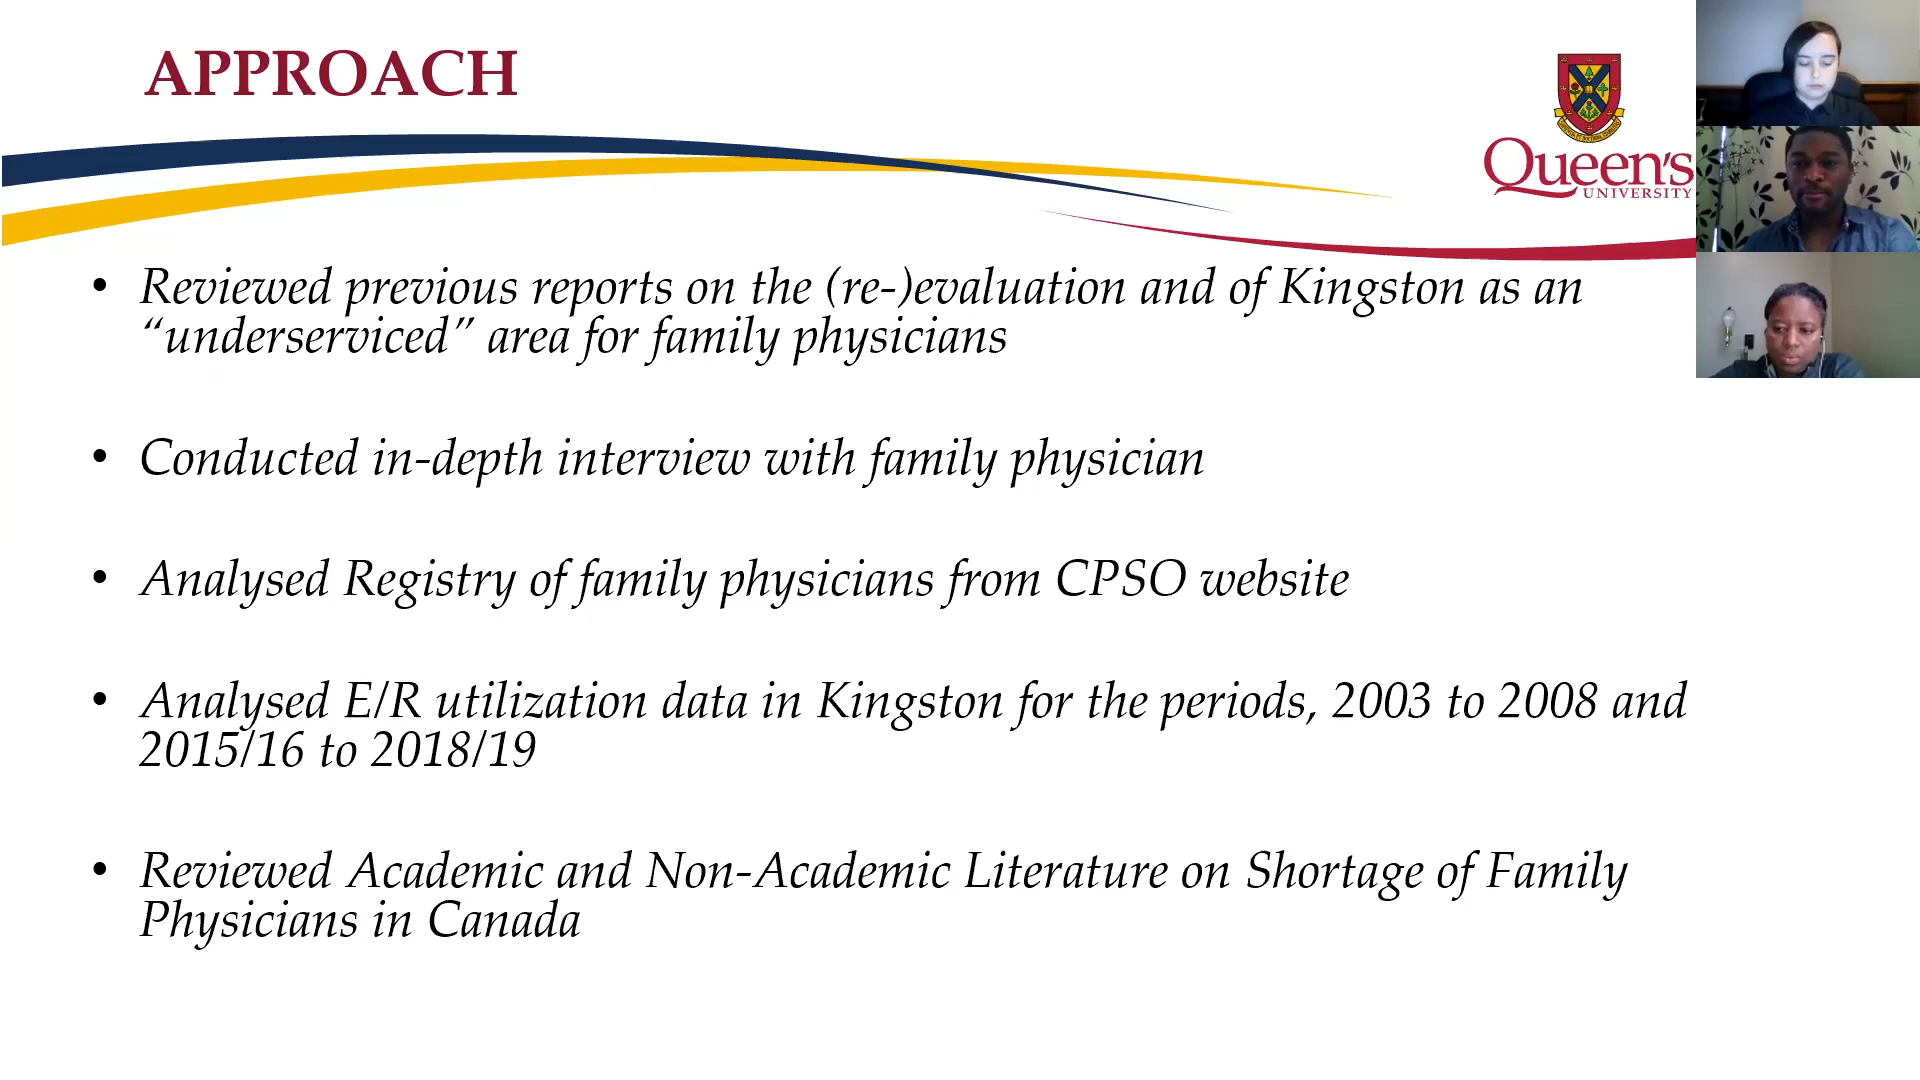 APPROACH
Queen's
UNIVERSITY
• Reviewed previous reports on the (re-)evaluation and of Kingston as an
“underserviced” area for family physicians
• Conducted in-depth interview with family physician
• Analysed Registry of family physicians from CPSO website
• Analysed E/R utilization data in Kingston for the periods, 2003 to 2008 and
2015/16 to 2018/19
• Reviewed Academic and Non-Academic Literature on Shortage of Family
Physicians in Canada